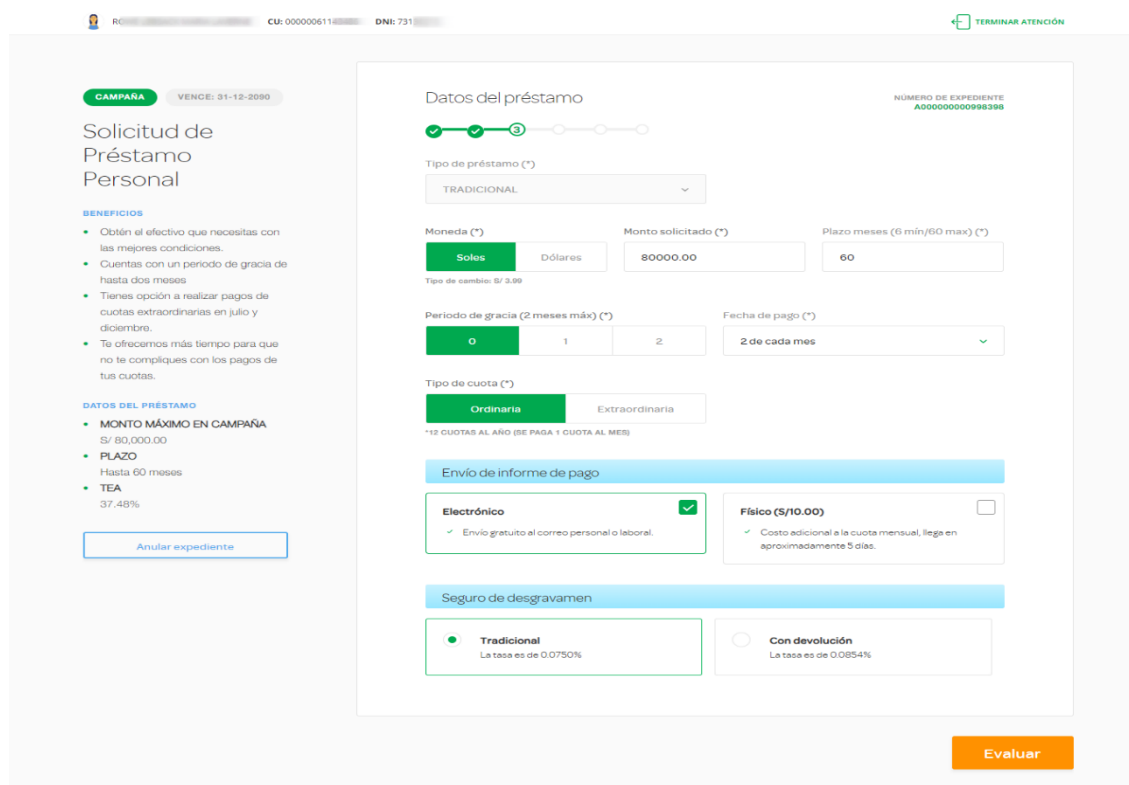 CU: 00000061 DNI: 731
TERMINAR ATENCIÓN
CAMPAÑA VENCE: 31-12-2090
Solicitud de
Préstamo
Personal
BENEFICIOS
Obtén el efectivo que necesitas con
las mejores condiciones.
Cuentas con un periodo de gracia de
hasta dos meses
Tienes opción a realizar pagos de
cuotas extraordinarias en julio y
diciembre.
Te ofrecemos más tiempo para que
no te compliques con los pagos de
tus cuotas.
DATOS DEL PRÉSTAMO
MONTO MÁXIMO EN CAMPAÑA
S/ 80,000.00
PLAZO
Hasta 60 meses
TEA
37.48%
Anular expediente
Datos del préstamo
NÚMERO DE EXPEDIENTE
A000000000998398
3
Tipo de préstamo (*)
TRADICIONAL
Moneda (*) Monto solicitado (*) Plazo meses (6 mín/60 max) (*)
Soles Dólares 80000.00 60
Tipo de cambio: S/ 3.99
Periodo de gracia (2 meses máx) (*) Fecha de pago (*)
0 1 2 2 de cada mes
Tipo de cuota (*)
Ordinaria Extraordinaria
*12 CUOTAS AL AÑO (SE PAGA 1 CUOTA AL MES)
Envío de informe de pago
Electrónico
Envío gratuito al correo personal o laboral.
Físico (S/10.00)
Costo adicional a la cuota mensual, llega en
aproximadamente 5 días.
Seguro de desgravamen
Tradicional
La tasa es de 0.0750%
Con devolución
La tasa es de 0.0854%
Evaluar